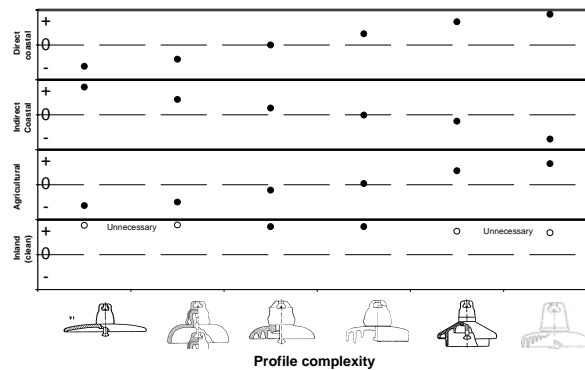 Direct
coastal
+
0
-
Indirect
Coastal
+
0
-
Agricultural
+
0
-
Inland
(clean)
+
0
-
Unnecessary
Unnecessary
Profile complexity